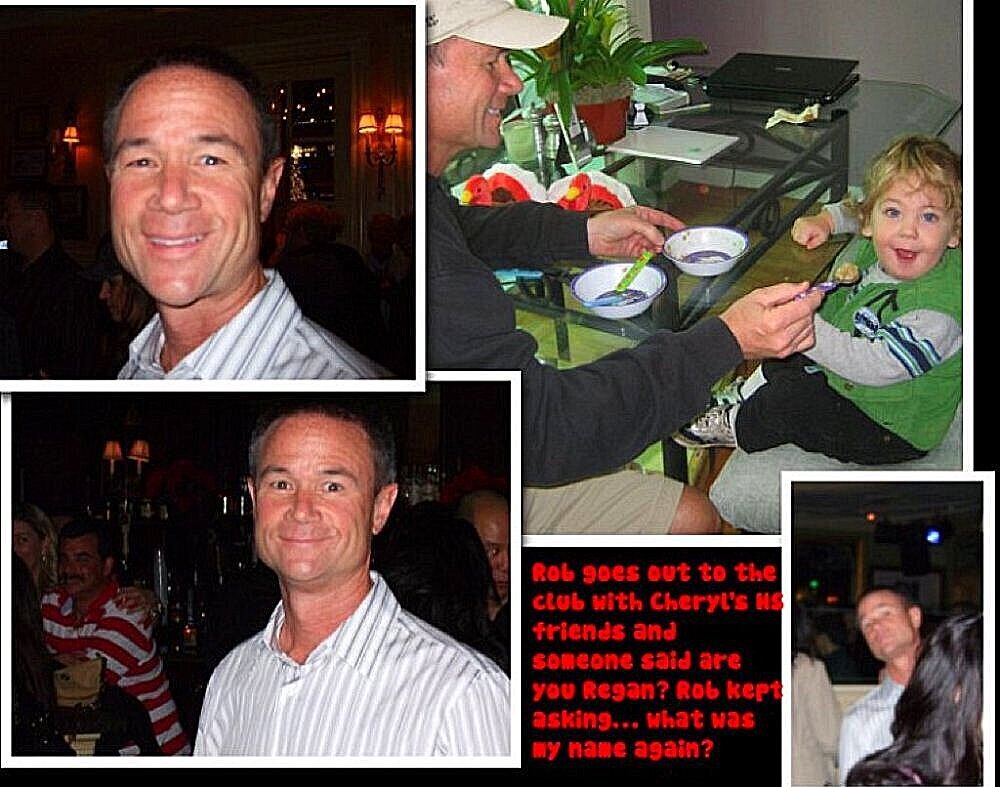 Rob goes out to the
club with Cheryl's HS
friends and
someone said are
you Regan? Rob kept
asking... what was
my name again?